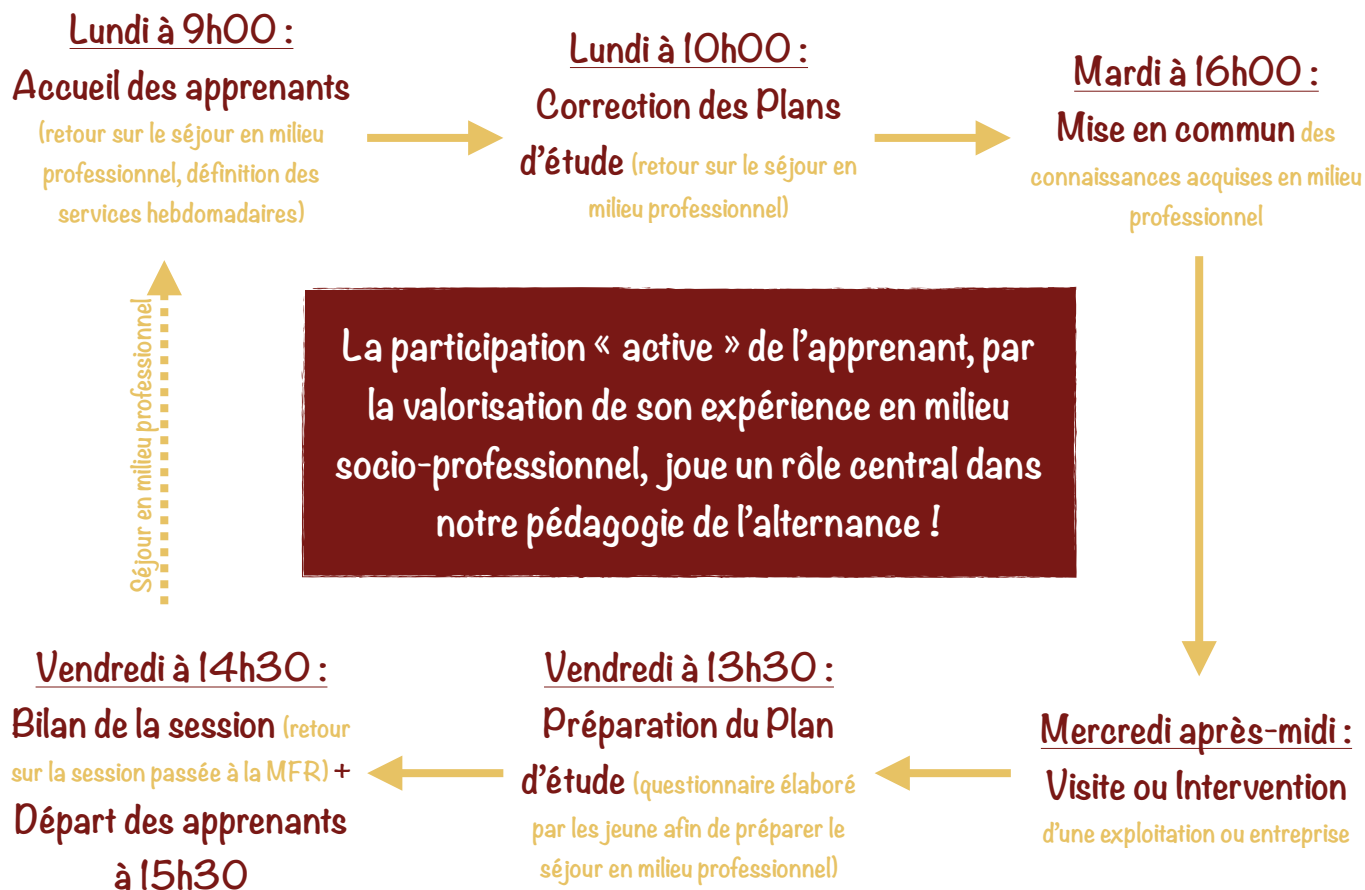 Lundi à 9h00 :
Accueil des apprenants
(retour sur le séjour en milieu
professionnel, définition des
services hebdomadaires)
Lundi à 10h00 :
Correction des Plans
d'étude (retour sur le séjour en
milieu professionnel)
Mardi à 16h00 :
Mise en commun des
connaissances acquises en milieu
professionnel
Séjour en milieu professionnel
La participation « active » de l'apprenant, par
la valorisation de son expérience en milieu
socio-professionnel, joue un rôle central dans
notre pédagogie de l'alternance !
Vendredi à 14h30 :
Bilan de la session (retour
sur la session passée à la MFR) +
Départ des apprenants
à 15h30
Vendredi à 13h30 :
Préparation du Plan
d'étude (questionnaire élaboré
par les jeune afin de préparer le
séjour en milieu professionnel)
Mercredi après-midi :
Visite ou Intervention
d'une exploitation ou entreprise